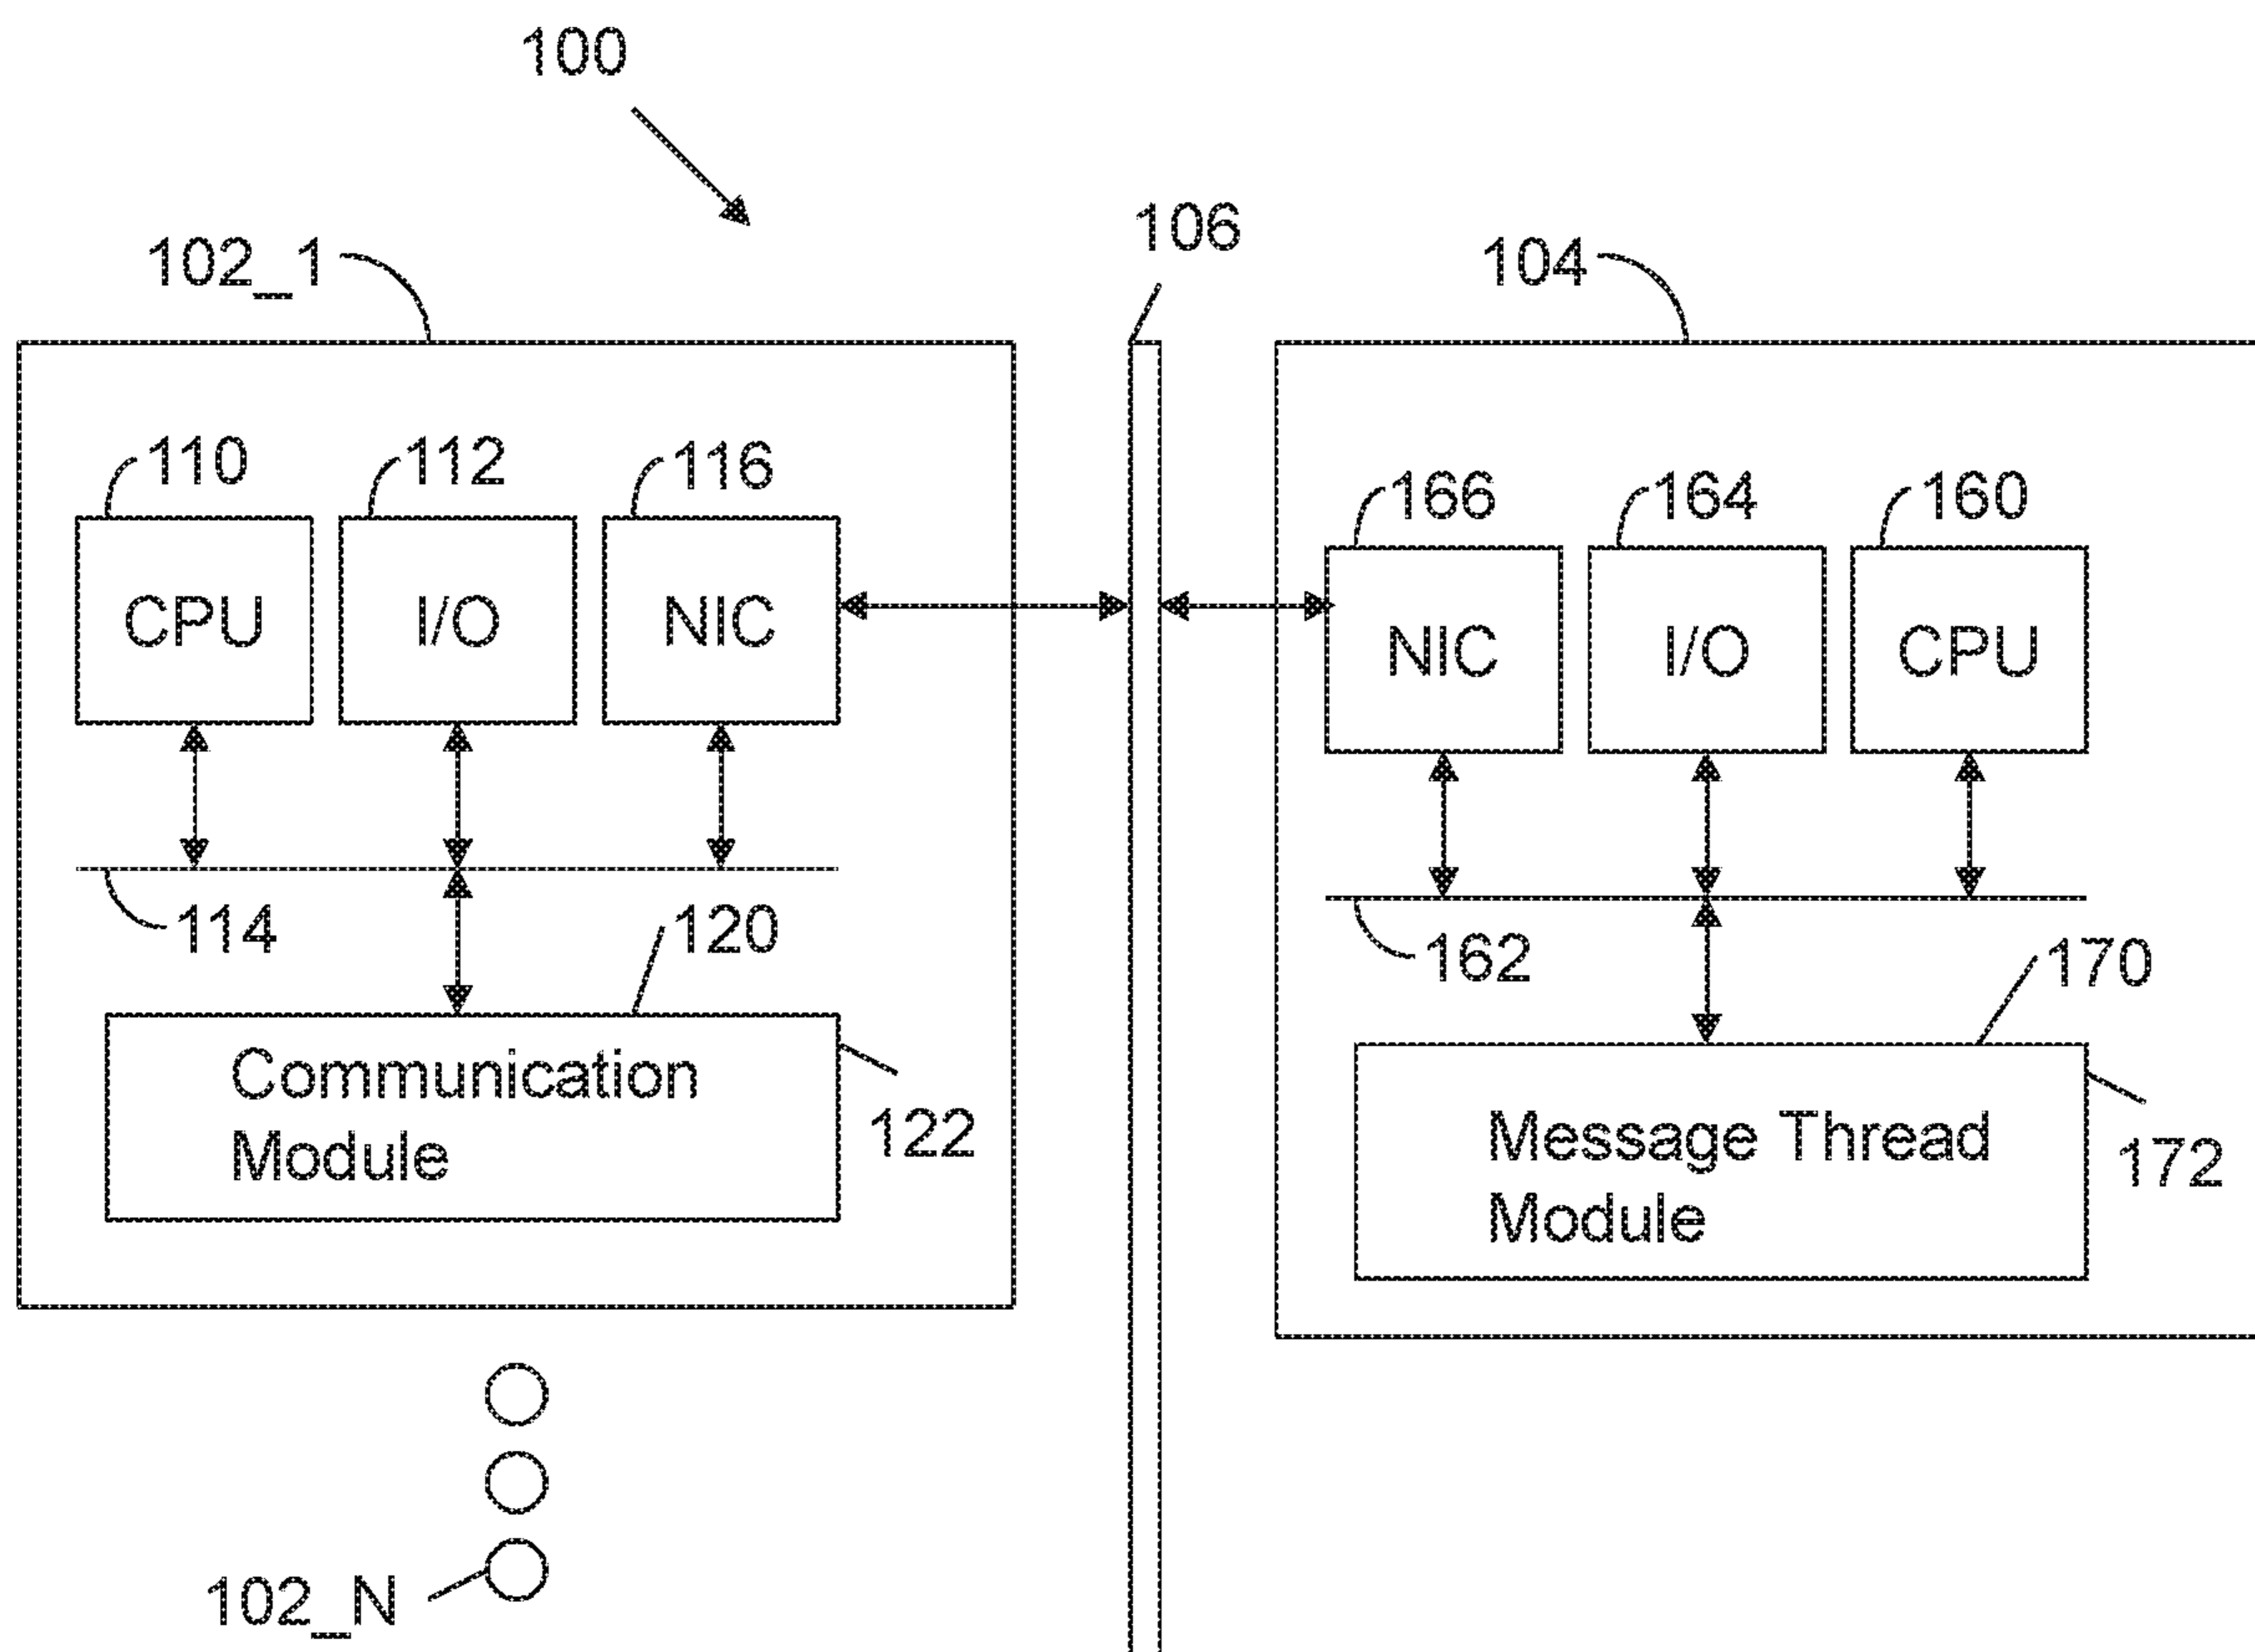 100
102_1
106
104
110
112
116
166
164
160
CPU
I/O
NIC
NIC
I/O
CPU
114
120
162
170
Communication
Module
122
Message Thread
Module
172
102_N